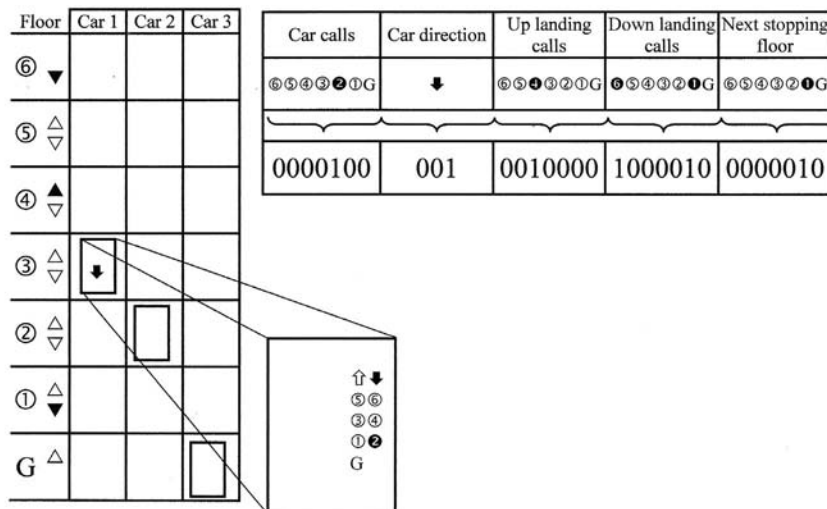 Floor Car 1 Car 2 Car 3
⑥ ▼
⑤ △ ▽
④ ▲ ▽
③ △ ▽
② △ ▽
① △ ▼
G △
Car calls Car direction Up landing calls Down landing calls Next stopping floor
⑥⑤④③❷①G ⬇ ⑥⑤❹③②①G ❻⑤④③②❶G ⑥⑤④③②❶G
0000100 001 0010000 1000010 0000010
⬇
⇧⬇
⑤⑥
③④
①❷
G